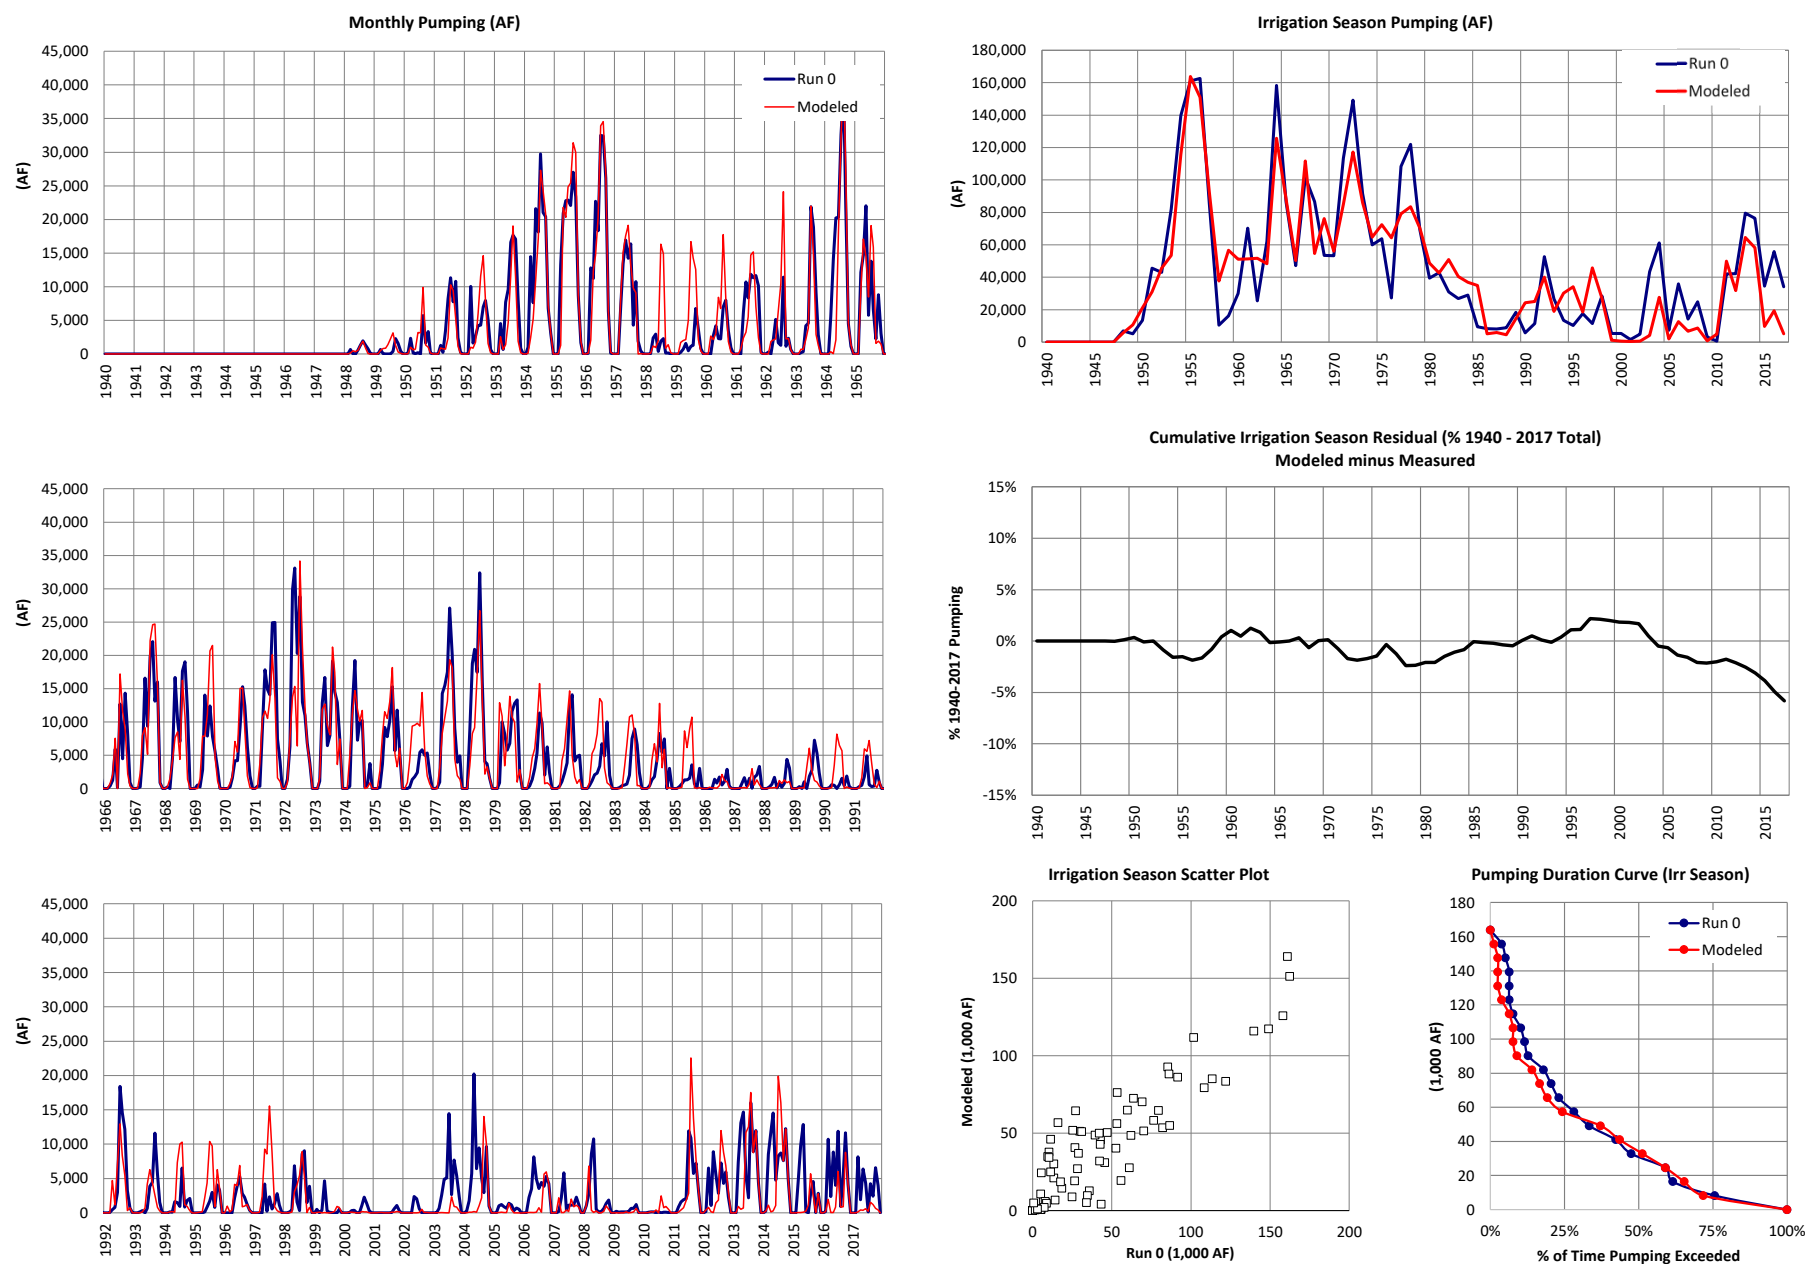 Monthly Pumping (AF)
45,000
40,000
35,000
30,000
25,000
20,000
15,000
10,000
5,000
0
(AF)
Run 0
Modeled
1940 1941 1942 1943 1944 1945 1946 1947 1948 1949 1950 1951 1952 1953 1954 1955 1956 1957 1958 1959 1960 1961 1962 1963 1964 1965
45,000
40,000
35,000
30,000
25,000
20,000
15,000
10,000
5,000
0
(AF)
1966 1967 1968 1969 1970 1971 1972 1973 1974 1975 1976 1977 1978 1979 1980 1981 1982 1983 1984 1985 1986 1987 1988 1989 1990 1991
45,000
40,000
35,000
30,000
25,000
20,000
15,000
10,000
5,000
0
(AF)
1992 1993 1994 1995 1996 1997 1998 1999 2000 2001 2002 2003 2004 2005 2006 2007 2008 2009 2010 2011 2012 2013 2014 2015 2016 2017
Irrigation Season Pumping (AF)
180,000
160,000
140,000
120,000
100,000
80,000
60,000
40,000
20,000
0
(AF)
Run 0
Modeled
1940 1945 1950 1955 1960 1965 1970 1975 1980 1985 1990 1995 2000 2005 2010 2015
Cumulative Irrigation Season Residual (% 1940 - 2017 Total)
Modeled minus Measured
15%
10%
5%
0%
-5%
-10%
-15%
% 1940-2017 Pumping
1940 1945 1950 1955 1960 1965 1970 1975 1980 1985 1990 1995 2000 2005 2010 2015
Irrigation Season Scatter Plot
200
150
100
50
0
Modeled (1,000 AF)
0 50 100 150 200
Run 0 (1,000 AF)
Pumping Duration Curve (Irr Season)
180
160
140
120
100
80
60
40
20
0
(1,000 AF)
Run 0
Modeled
0% 25% 50% 75% 100%
% of Time Pumping Exceeded